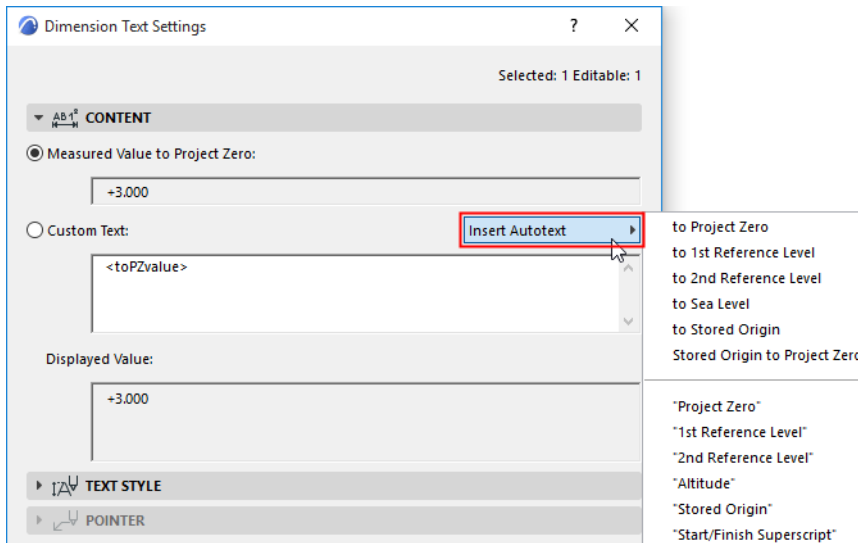 Dimension Text Settings ? ×
Selected: 1 Editable: 1
AB1² CONTENT
Measured Value to Project Zero:
+3.000
Custom Text:
Insert Autotext
<toPZvalue>
Displayed Value:
+3.000
TEXT STYLE
POINTER
to Project Zero
to 1st Reference Level
to 2nd Reference Level
to Sea Level
to Stored Origin
Stored Origin to Project Zero
"Project Zero"
"1st Reference Level"
"2nd Reference Level"
"Altitude"
"Stored Origin"
"Start/Finish Superscript"